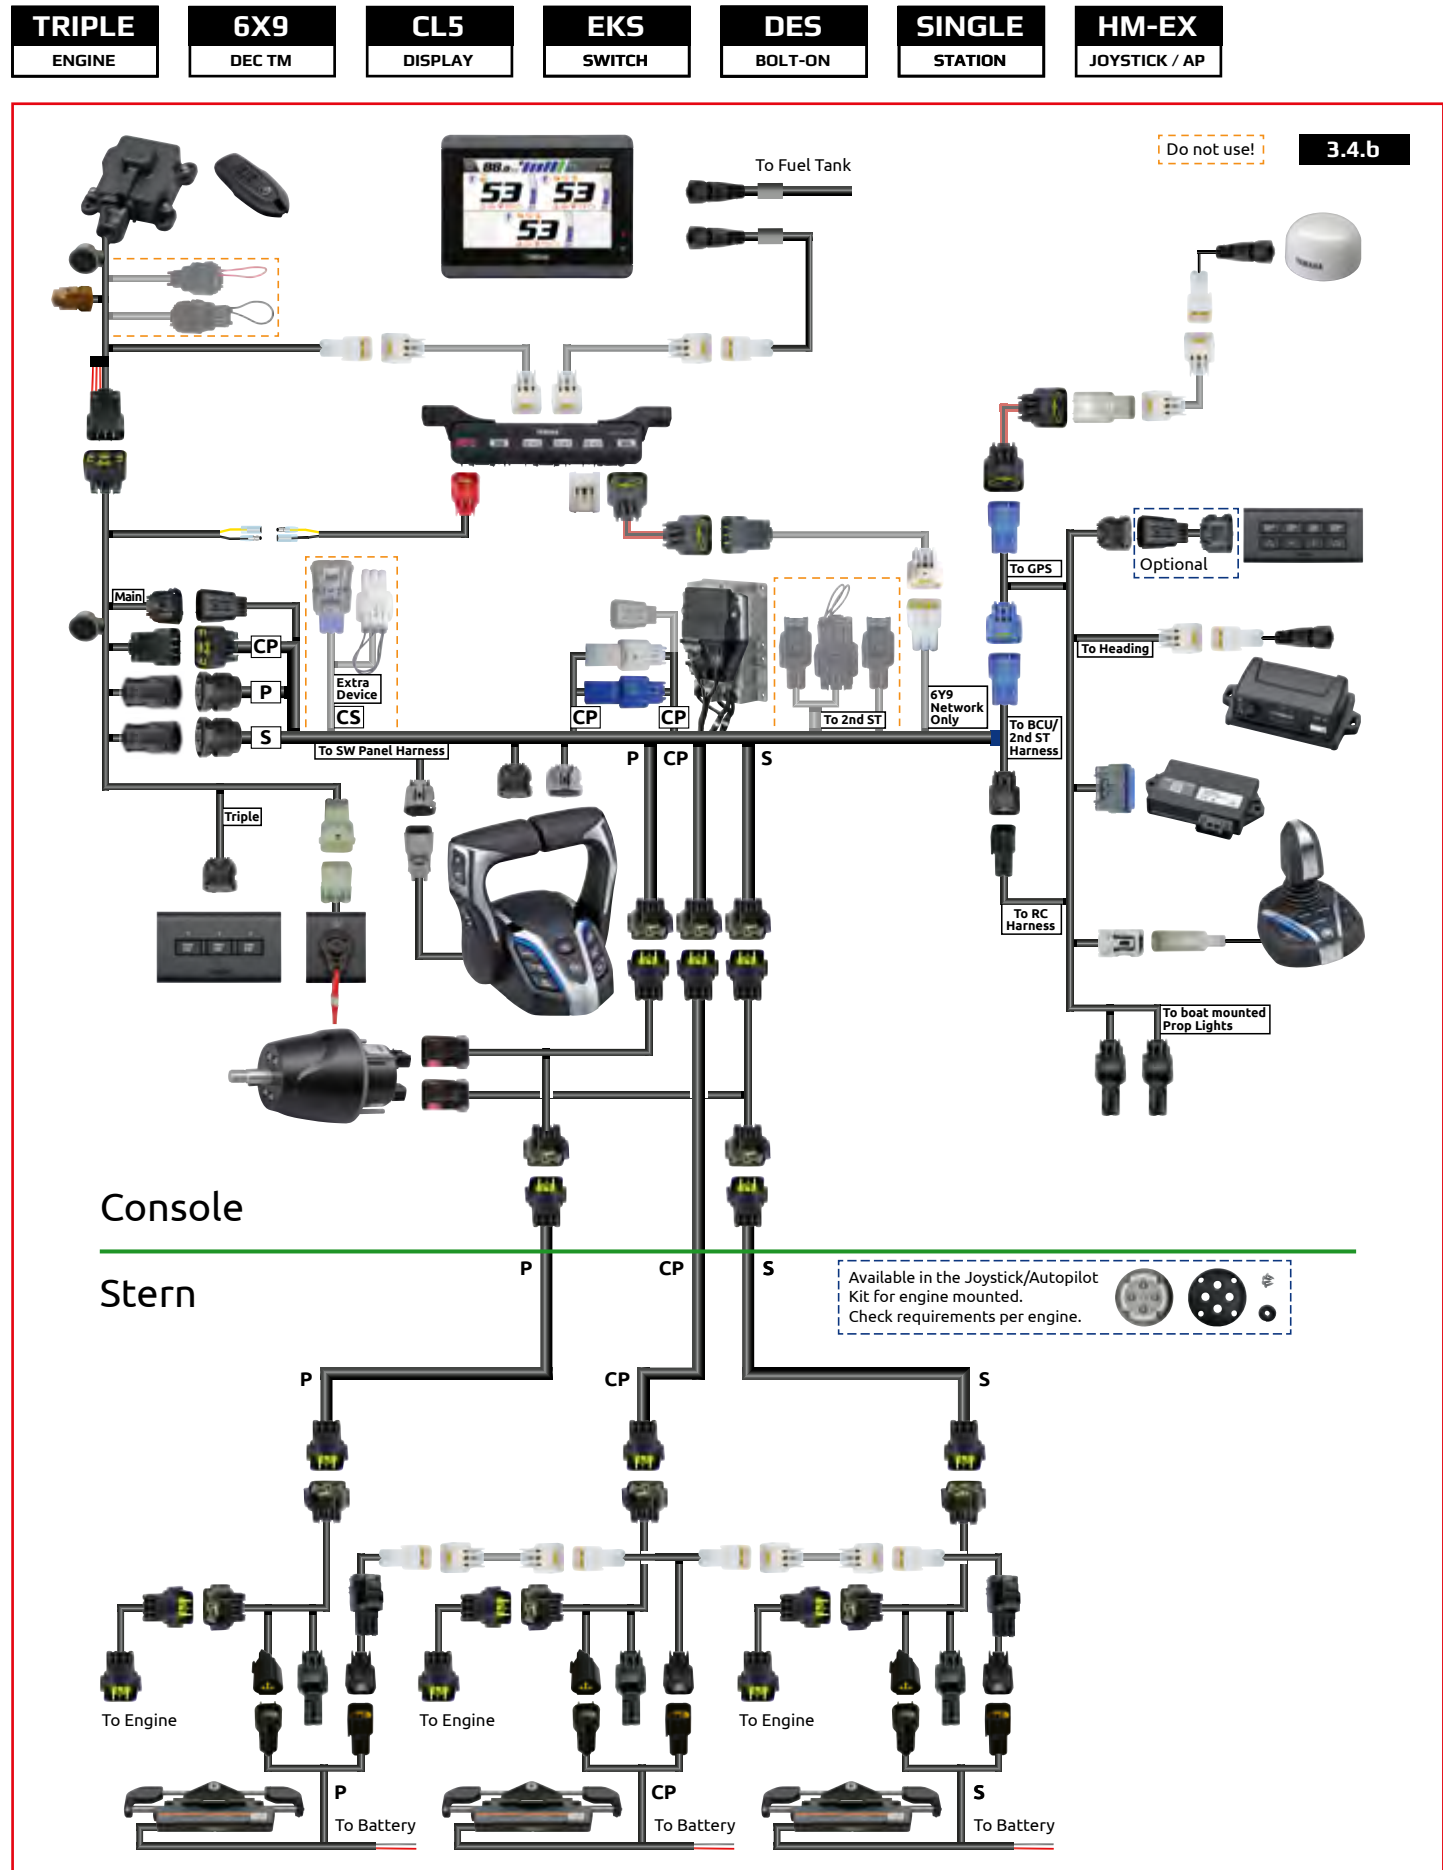 TRIPLE
ENGINE
6X9
DEC TM
CL5
DISPLAY
EKS
SWITCH
DES
BOLT-ON
SINGLE
STATION
HM-EX
JOYSTICK / AP
Do not use!
3.4.b
To Fuel Tank
53
53
53
YAMAHA
To GPS
Optional
Main
CP
P
S
Extra
Device
CS
CP
CP
To 2nd ST
6Y9
Network
Only
To Heading
To BCU/
2nd ST
Harness
To SW Panel Harness
P
CP
S
Triple
To RC
Harness
To boat mounted
Prop Lights
Console
Stern
P
CP
S
Available in the Joystick/Autopilot
Kit for engine mounted.
Check requirements per engine.
P
CP
S
To Engine
To Engine
To Engine
P
CP
S
To Battery
To Battery
To Battery